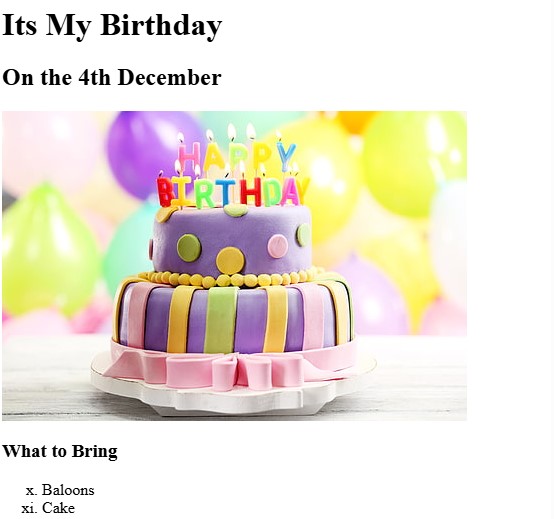 Its My Birthday
On the 4th December
HAPPY
BIRTHDAY
What to Bring
x. Baloons
xi. Cake